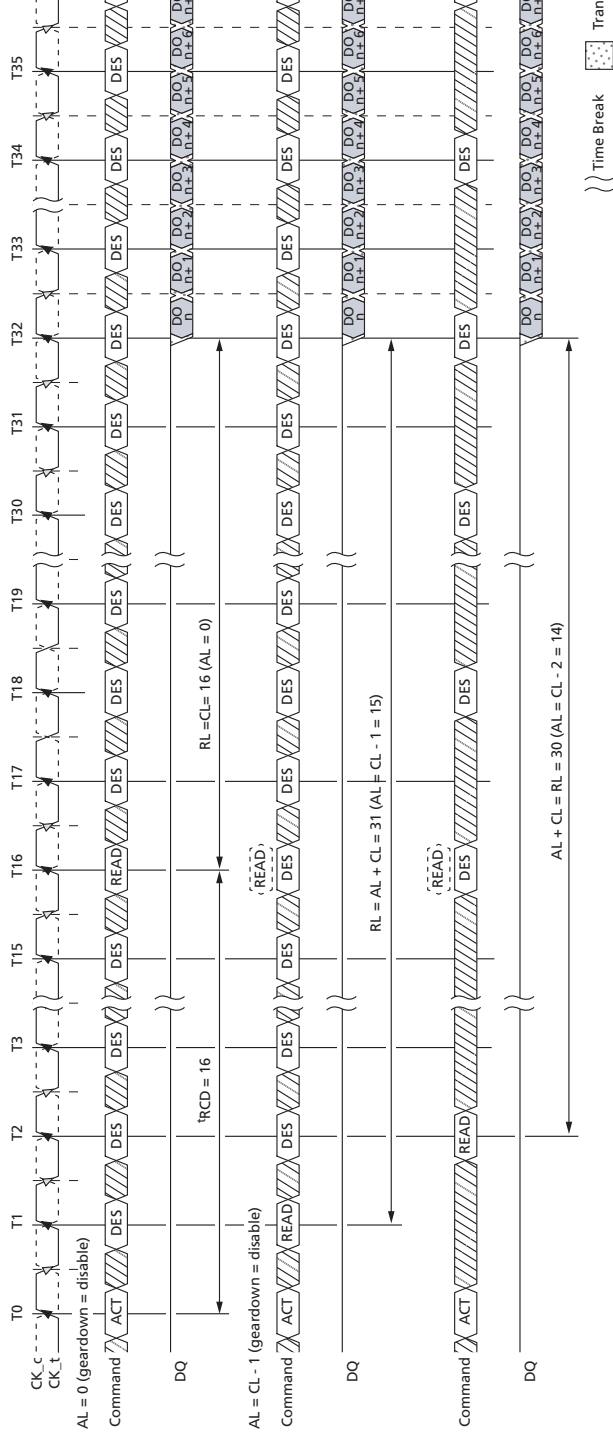 T0 T1 T2 T3 T15 T16 T17 T18 T19 T30 T31 T32 T33 T34 T35
CK_c
CK_t
AL = 0 (geardown = disable)
Command ACT DES DES DES DES READ DES DES DES DES DES DES DES DES DES
DQ DO n DO n + 1 DO n + 2 DO n + 3 DO n + 4 DO n + 5 DO n + 6 DO
tRCD = 16 RL =CL= 16 (AL = 0)
AL = CL - 1 (geardown = disable)
READ
Command ACT READ DES DES DES DES DES DES DES DES DES DES DES DES DES
DQ DO n DO n + 1 DO n + 2 DO n + 3 DO n + 4 DO n + 5 DO n + 6 DO
RL = AL + CL = 31 (AL = CL - 1 = 15)
READ
Command ACT READ DES DES DES DES DES
DQ DO n DO n + 1 DO n + 2 DO n + 3 DO n + 4 DO n + 5 DO n + 6 DO
AL + CL = RL = 30 (AL = CL - 2 = 14)
Time Break Tran